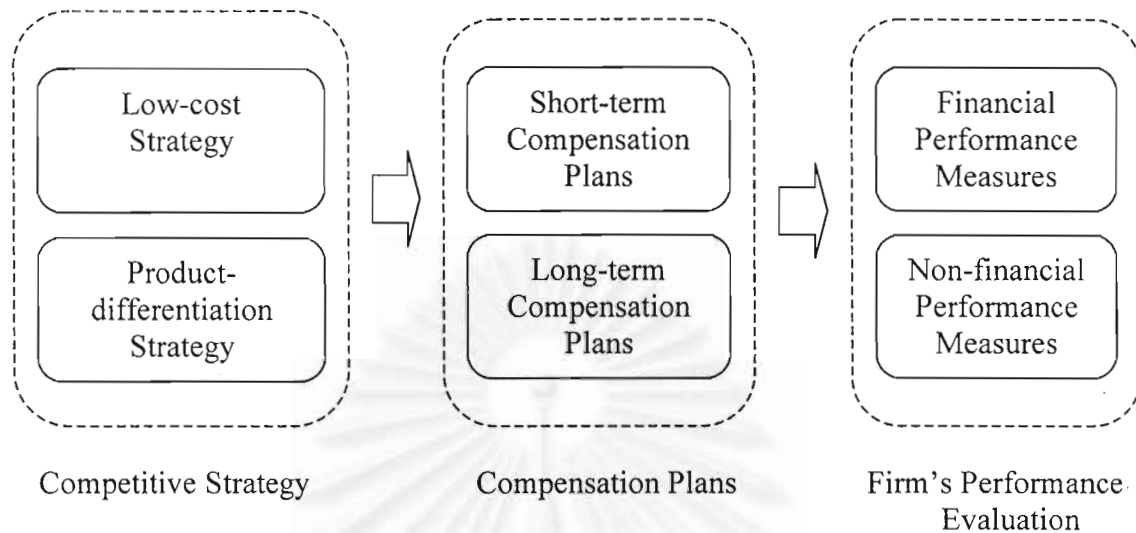 Low-cost
Strategy
Product-
differentiation
Strategy
Competitive Strategy
Short-term
Compensation
Plans
Long-term
Compensation
Plans
Compensation Plans
Financial
Performance
Measures
Non-financial
Performance
Measures
Firm's Performance
Evaluation